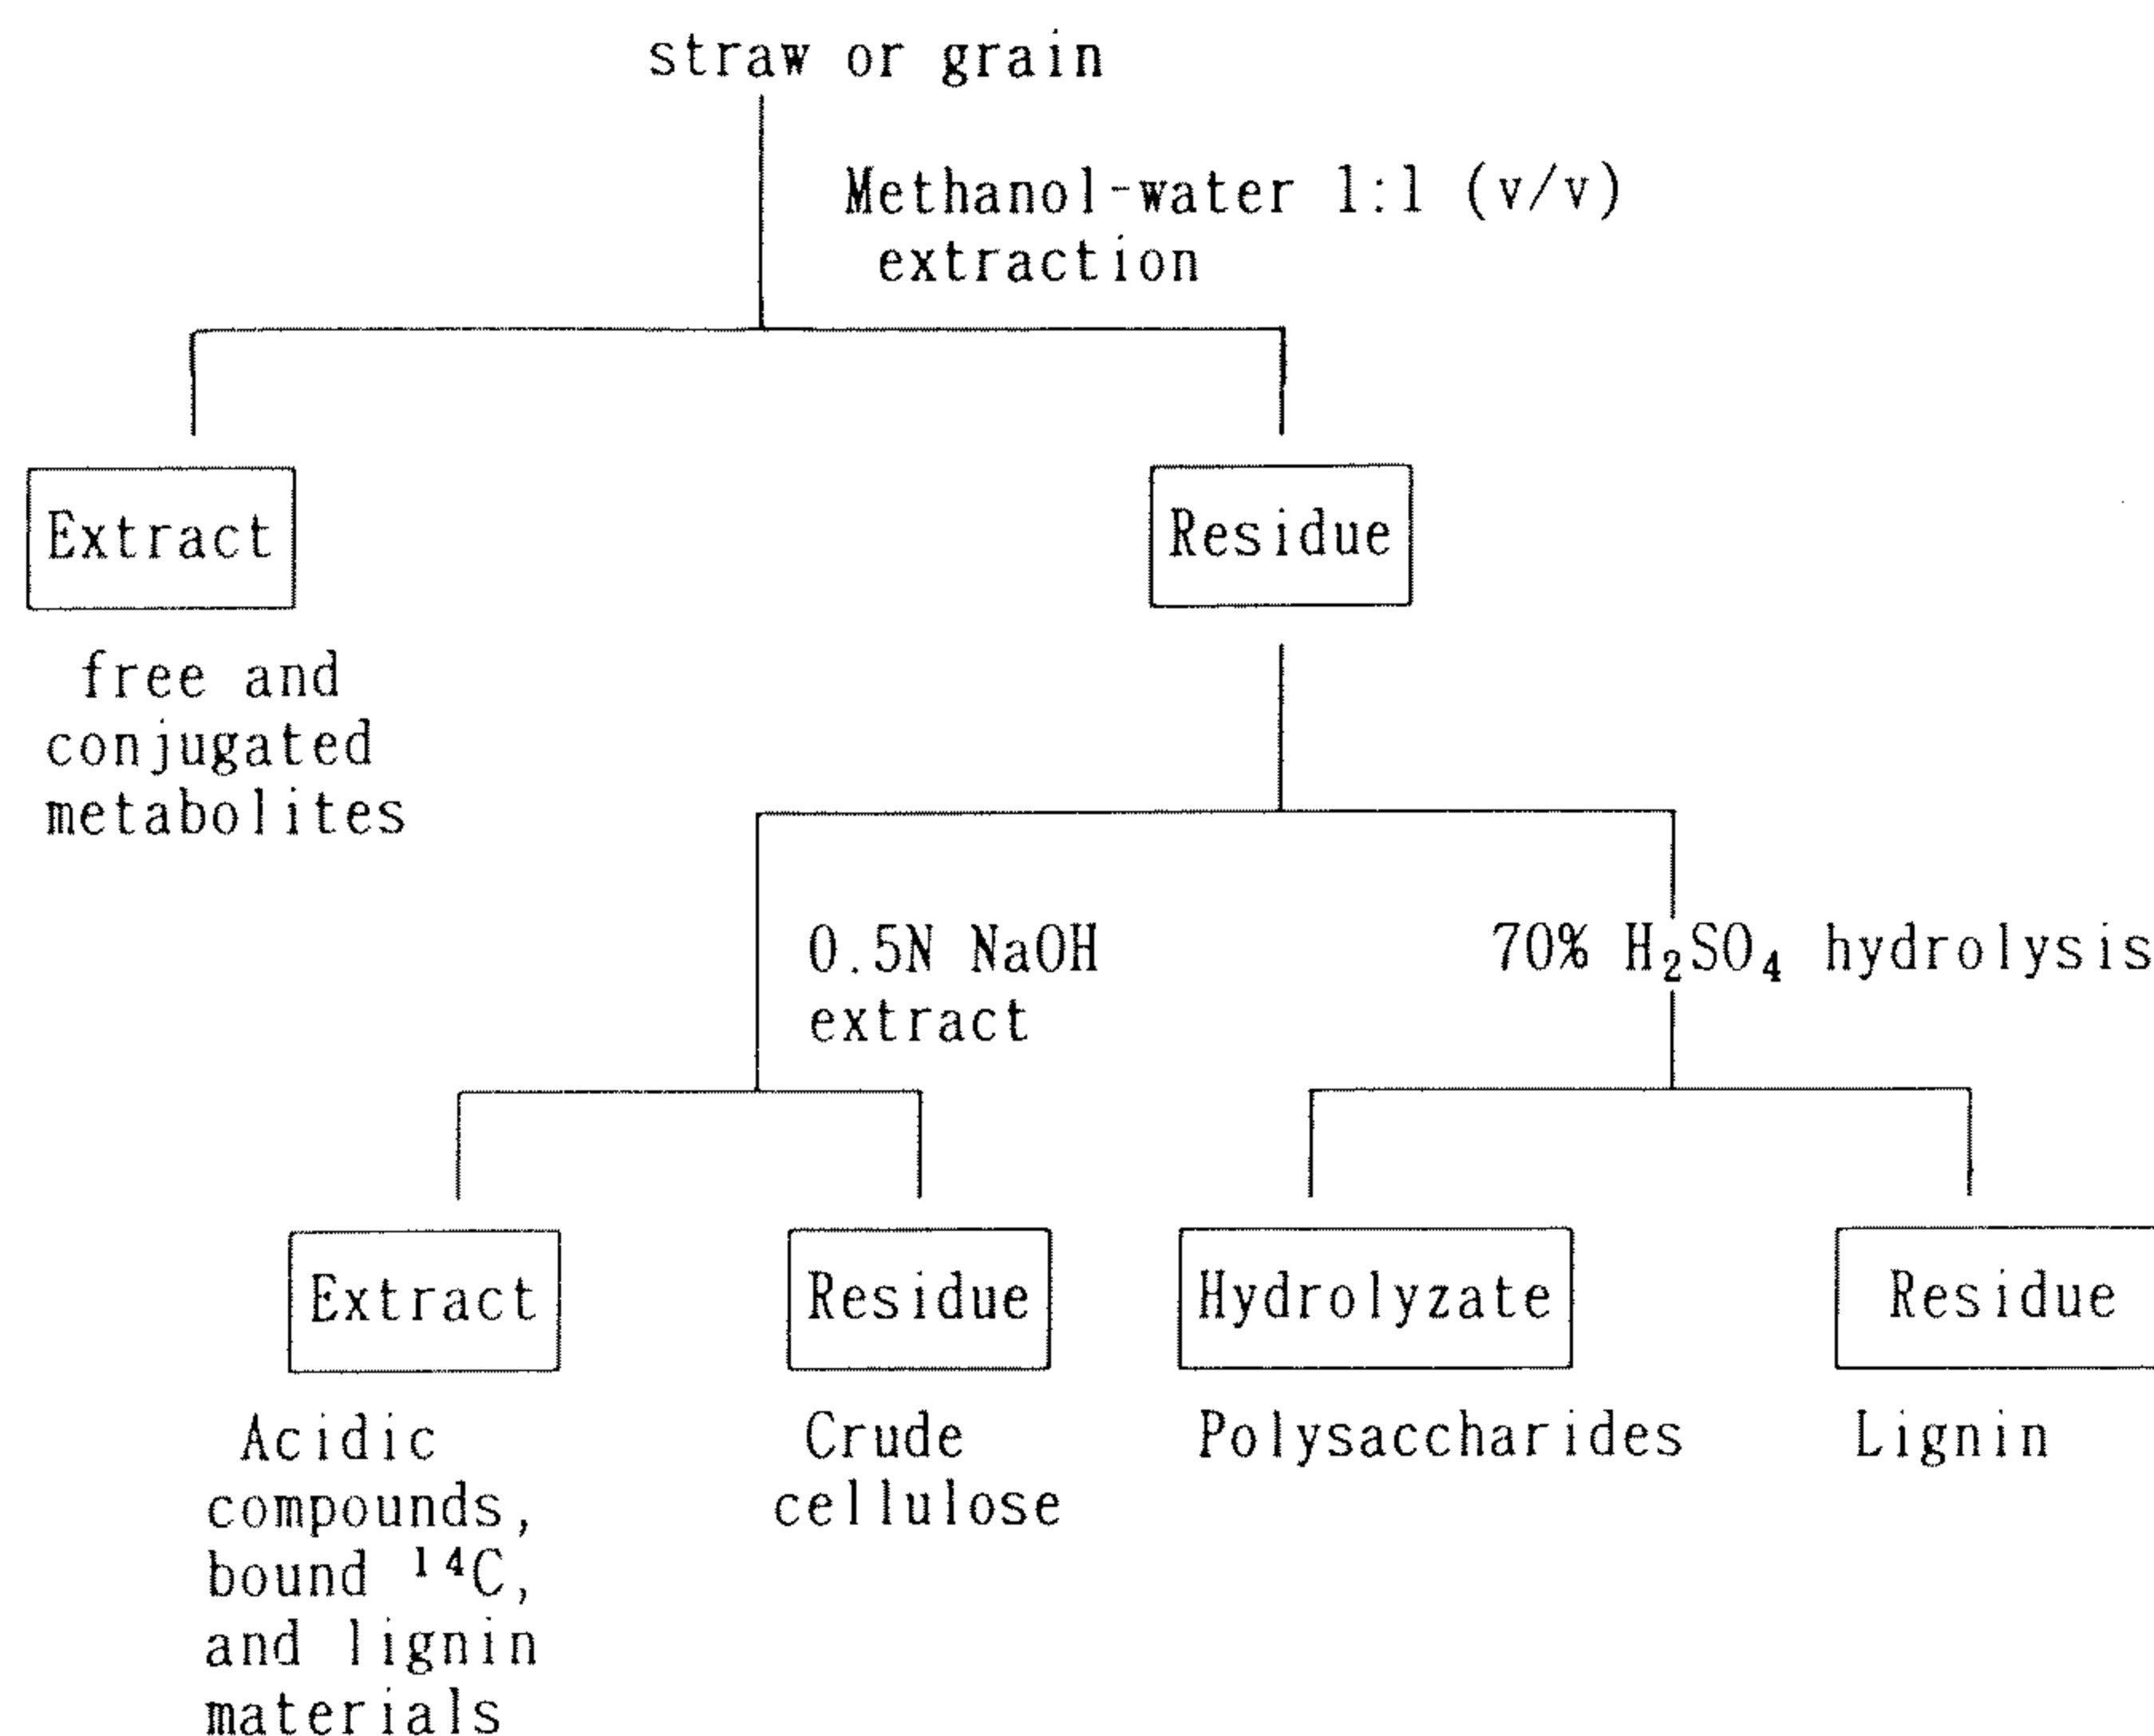 straw or grain
Methanol-water 1:1 (v/v)
extraction
Extract
Residue
free and
conjugated
metabolites
0.5N NaOH
extract
70% H₂SO₄ hydrolysis
Extract
Residue
Hydrolyzate
Residue
Acidic
compounds,
bound ¹⁴C,
and lignin
materials
Crude
cellulose
Polysaccharides
Lignin